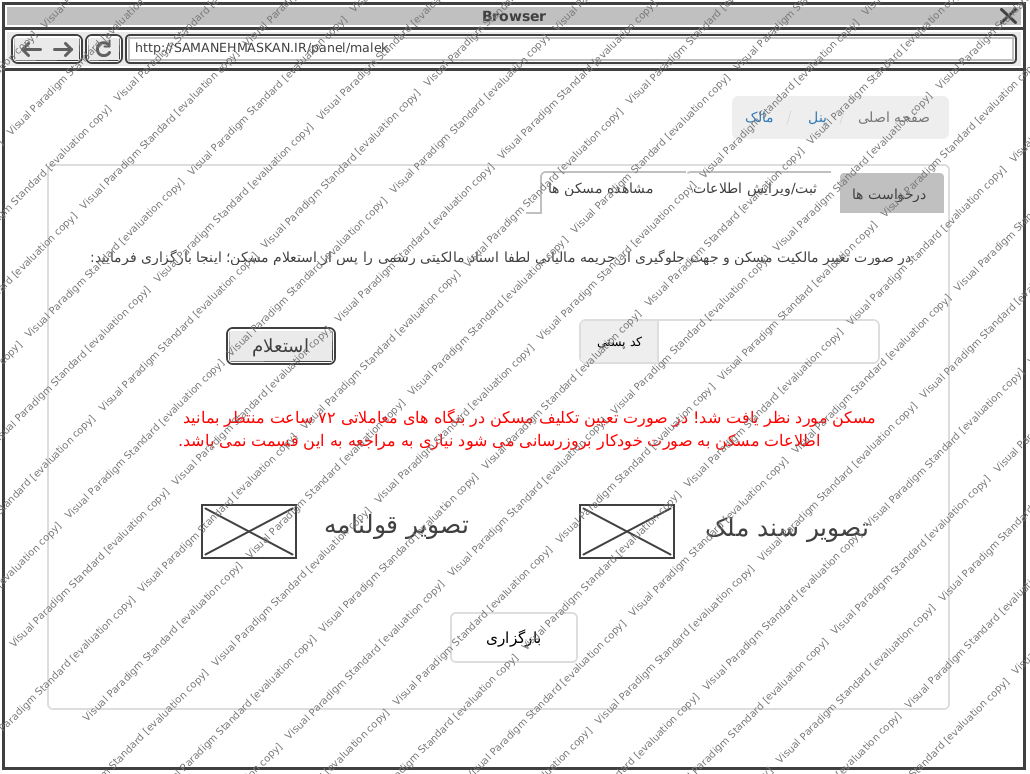 Browser
http://SAMANEHMASKAN.IR/panel/malek
صفحه اصلی / پنل / مالک
درخواست ها
ثبت/ویرایش اطلاعات
مشاهده مسکن ها
در صورت تغییر مالکیت مسکن و جهت جلوگیری از جریمه مالیاتی لطفا اسناد مالکیتی رسمی را پس از استعلام مسکن؛ اینجا بارگزاری فرمایید:
کد پستی
استعلام
مسکن مورد نظر یافت شد! در صورت تعیین تکلیف مسکن در بنگاه های معاملاتی ۷۲ ساعت منتظر بمانید
اطلاعات مسکن به صورت خودکار بروزرسانی می شود نیازی به مراجعه به این قسمت نمی باشد.
تصویر سند ملک
تصویر قولنامه
بارگزاری
Visual Paradigm Standard [evaluation copy]